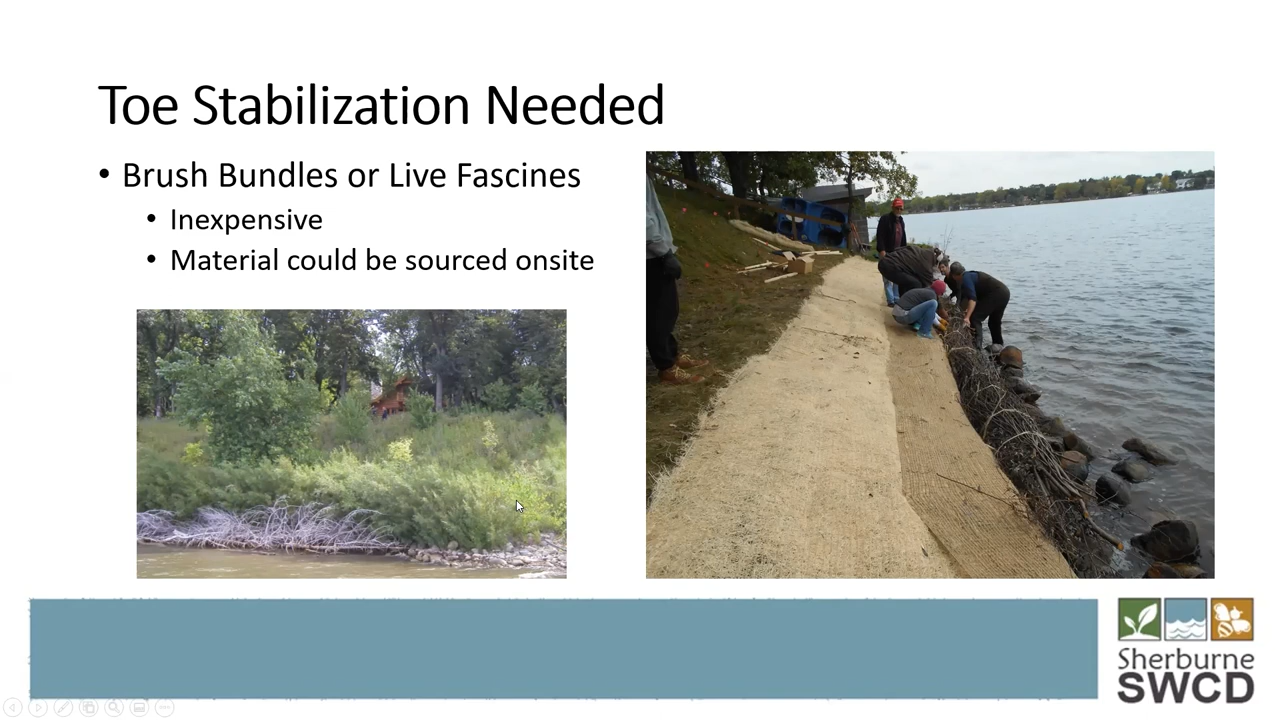 Toe Stabilization Needed
• Brush Bundles or Live Fascines
• Inexpensive
• Material could be sourced onsite
Sherburne
SWCD